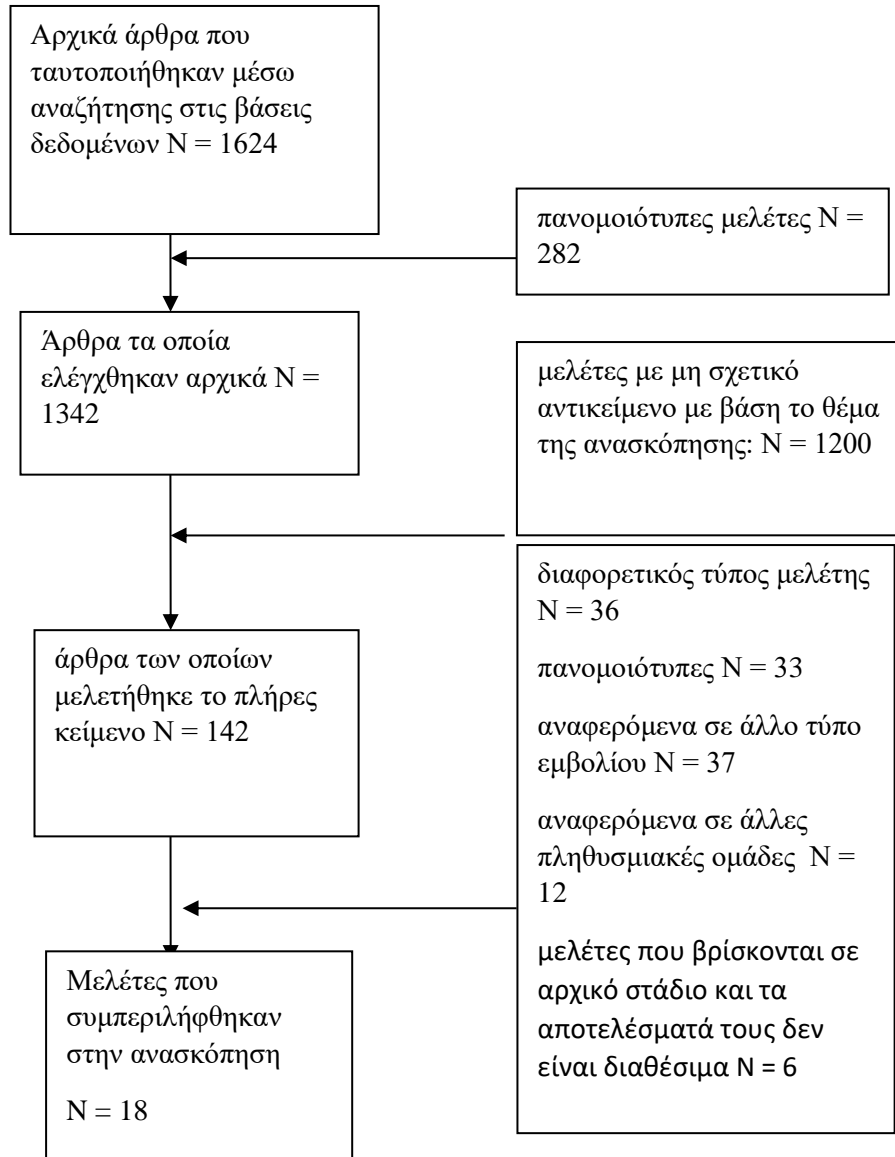 Αρχικά άρθρα που
ταυτοποιήθηκαν μέσω
αναζήτησης στις βάσεις
δεδομένων N = 1624
πανομοιότυπες μελέτες N =
282
Άρθρα τα οποία
ελέγχθηκαν αρχικά N =
1342
μελέτες με μη σχετικό
αντικείμενο με βάση το θέμα
της ανασκόπησης: N = 1200
άρθρα των οποίων
μελετήθηκε το πλήρες
κείμενο N = 142
διαφορετικός τύπος μελέτης
N = 36
πανομοιότυπες N = 33
αναφερόμενα σε άλλο τύπο
εμβολίου N = 37
αναφερόμενα σε άλλες
πληθυσμιακές ομάδες N =
12
μελέτες που βρίσκονται σε
αρχικό στάδιο και τα
αποτελέσματά τους δεν
είναι διαθέσιμα N = 6
Μελέτες που
συμπεριλήφθηκαν
στην ανασκόπηση
N = 18